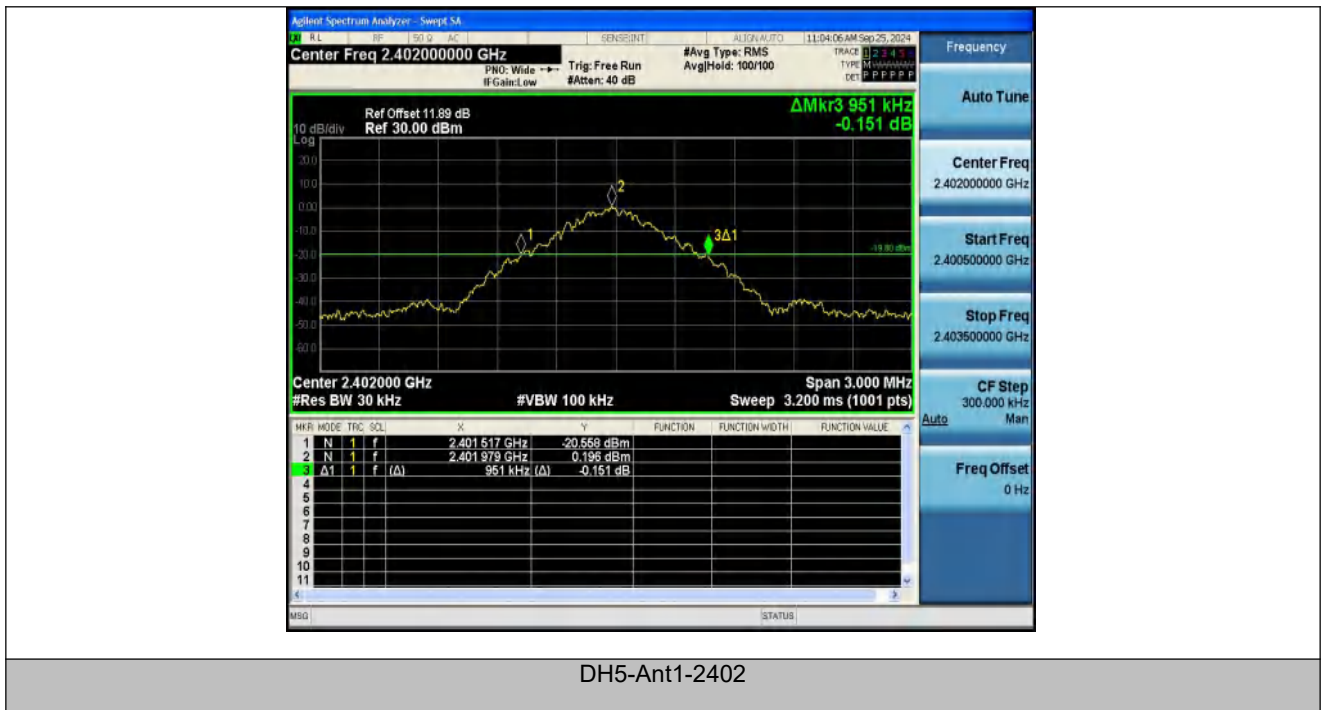 Agilent Spectrum Analyzer - Swept SA
RL RF 50 Ω AC SENSE:INT ALIGN AUTO 11:04:06 AM Sep 25, 2024
Center Freq 2.402000000 GHz
PNO: Wide
IFGain:Low
Trig: Free Run
#Atten: 40 dB
#Avg Type: RMS
Avg|Hold: 100/100
TRACE 1 2 3 4 5 6
TYPE M
DET P P P P P P
ΔMkr3 951 kHz
-0.151 dB
Ref Offset 11.89 dB
10 dB/div Ref 30.00 dBm
Log
20.0
10.0
0.00
-10.0
-20.0
-30.0
-40.0
-50.0
-60.0
1
2
3Δ1
-19.80 dBm
Center 2.402000 GHz Span 3.000 MHz
#Res BW 30 kHz #VBW 100 kHz Sweep 3.200 ms (1001 pts)
MKR MODE TRC SCL X Y FUNCTION FUNCTION WIDTH FUNCTION VALUE
1 N 1 f 2.401 517 GHz -20.558 dBm
2 N 1 f 2.401 979 GHz 0.196 dBm
3 Δ1 1 f (Δ) 951 kHz (Δ) -0.151 dB
4
5
6
7
8
9
10
11
MSG STATUS
Frequency
Auto Tune
Center Freq
2.402000000 GHz
Start Freq
2.400500000 GHz
Stop Freq
2.403500000 GHz
CF Step
300.000 kHz
Auto Man
Freq Offset
0 Hz
DH5-Ant1-2402